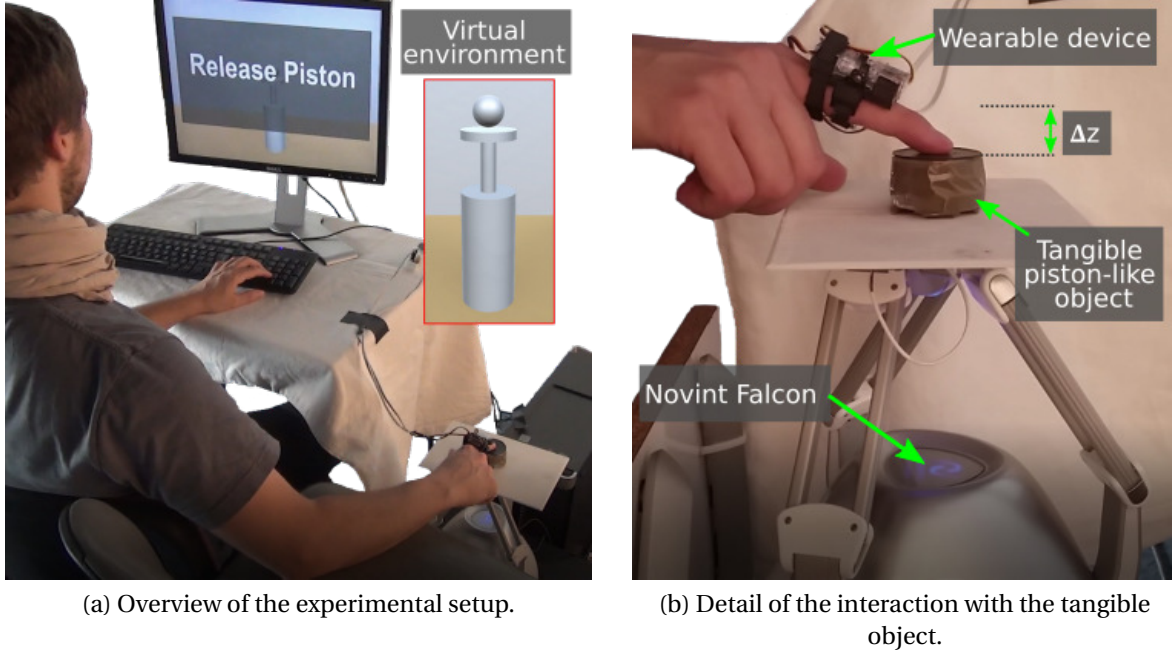 Virtual
environment
Release Piston
DELL
(a) Overview of the experimental setup.
Wearable device
Δz
Tangible
piston-like
object
Novint Falcon
(b) Detail of the interaction with the tangible
object.